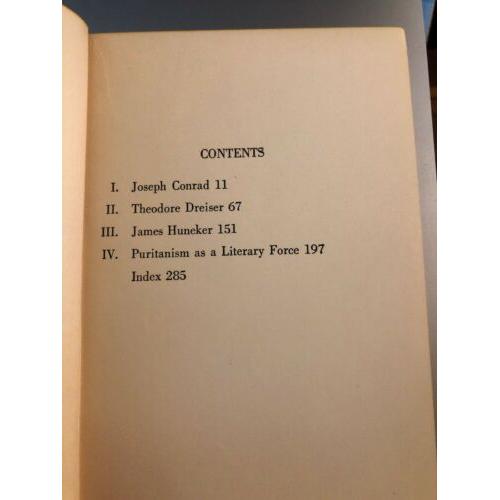 CONTENTS
I. Joseph Conrad 11
II. Theodore Dreiser 67
III. James Huneker 151
IV. Puritanism as a Literary Force 197
Index 285